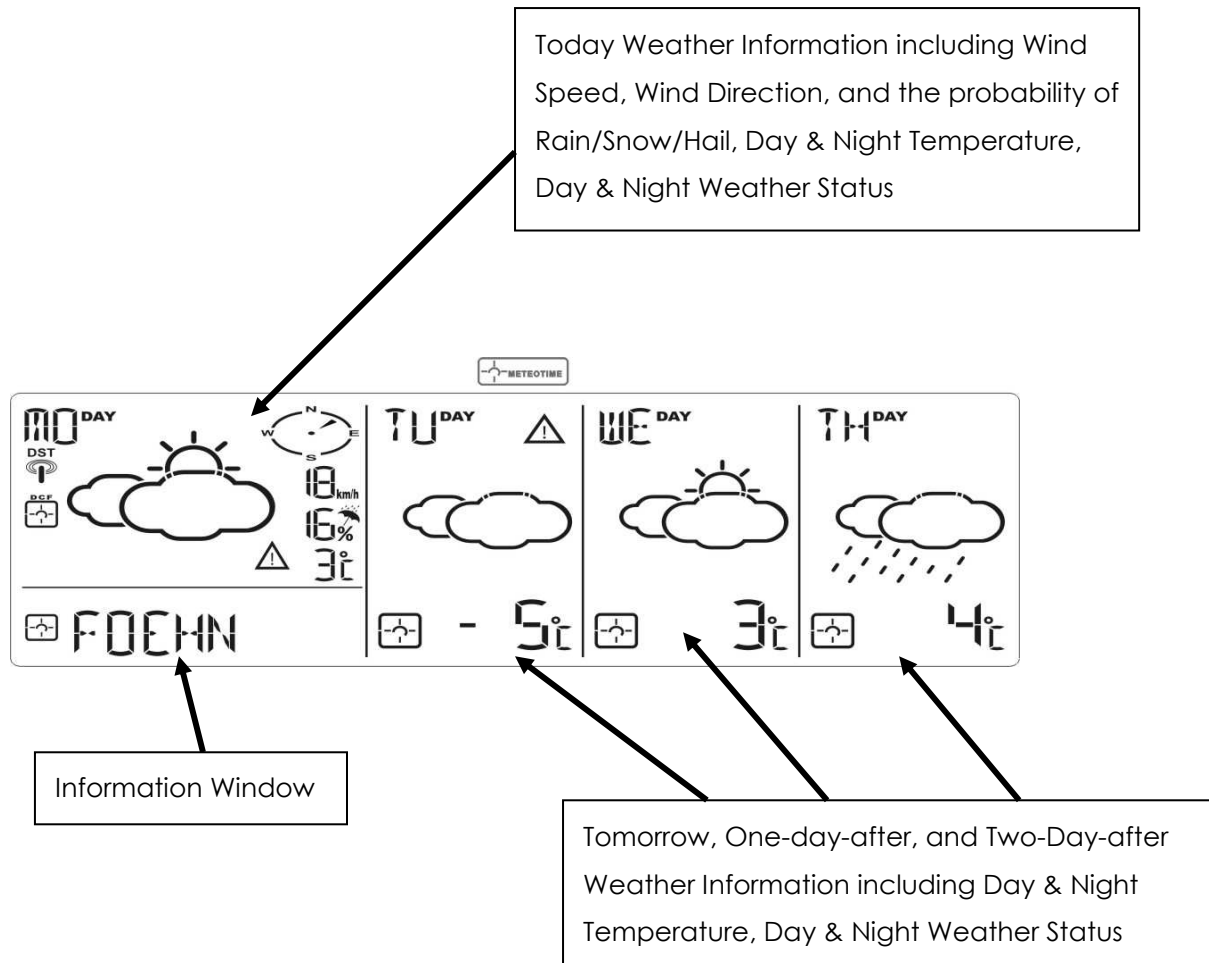 Today Weather Information including Wind
Speed, Wind Direction, and the probability of
Rain/Snow/Hail, Day & Night Temperature,
Day & Night Weather Status
METEOTIME
MO DAY
DST
DCF
N
W E
S
18 km/h
16 %
3°C
FOEHN
TU DAY
- 5°C
WE DAY
3°C
TH DAY
4°C
Information Window
Tomorrow, One-day-after, and Two-Day-after
Weather Information including Day & Night
Temperature, Day & Night Weather Status